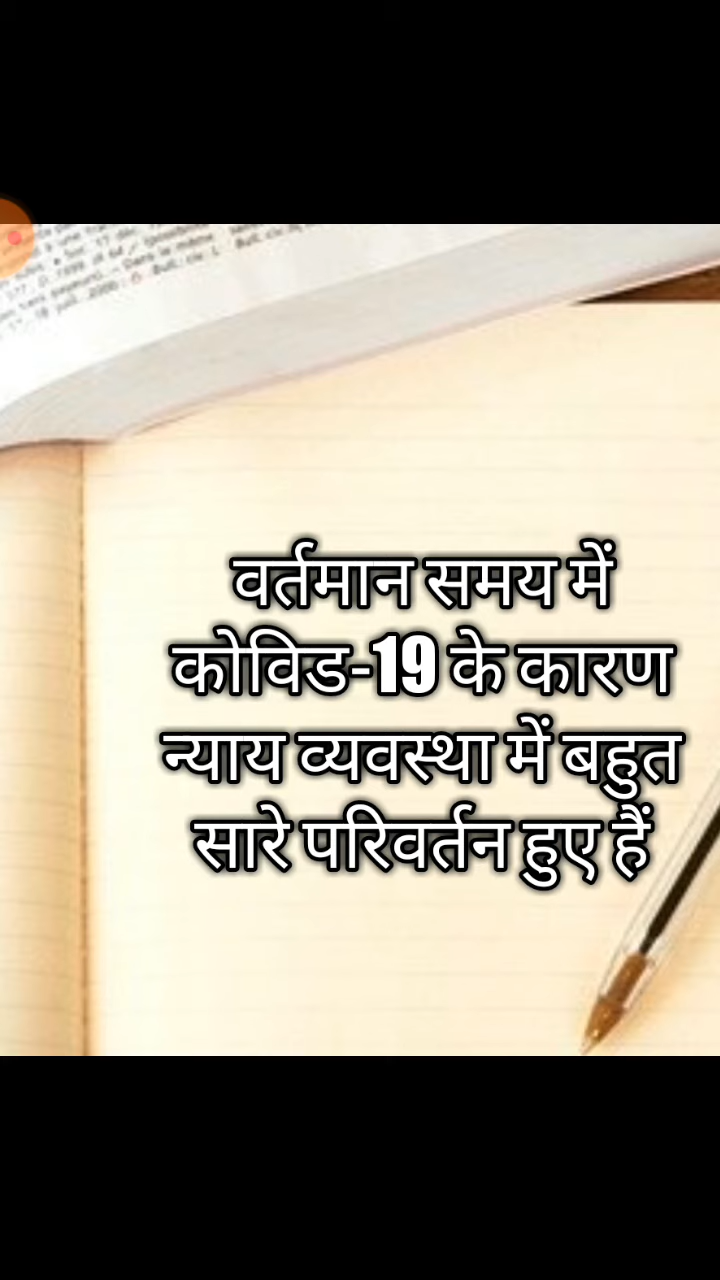 वर्तमान समय में
कोविड-19 के कारण
न्याय व्यवस्था में बहुत
सारे परिवर्तन हुए हैं